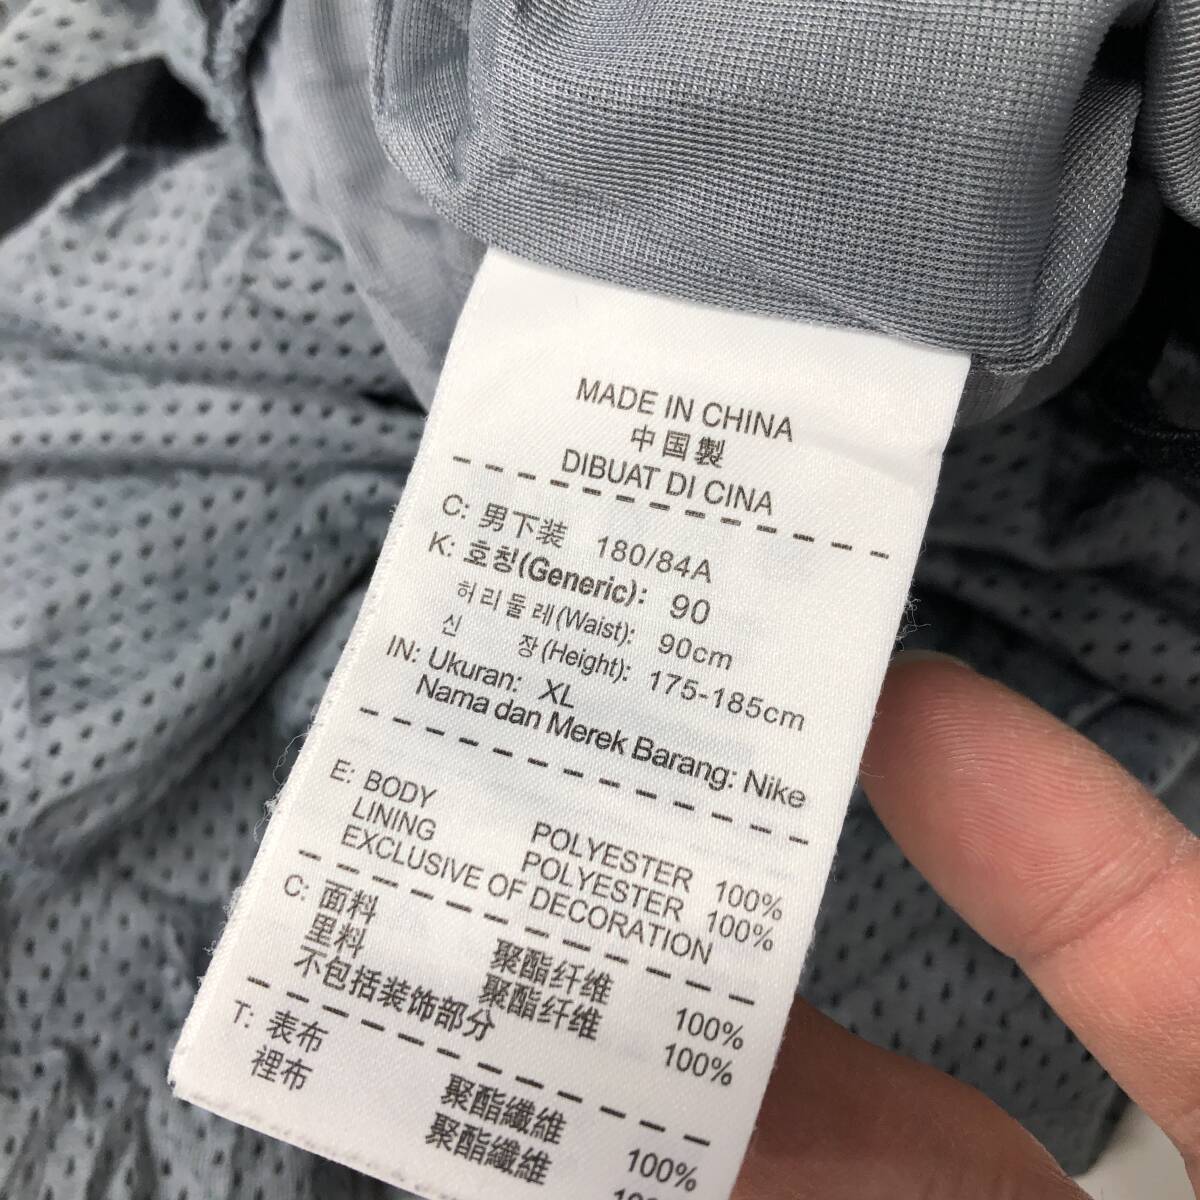 MADE IN CHINA
中国製
DIBUAT DI CINA
C: 男下装 180/84A
K: 호칭(Generic): 90
허리둘레(Waist): 90cm
신 장(Height): 175-185cm
IN: Ukuran: XL
Nama dan Merek Barang: Nike
E: BODY POLYESTER 100%
LINING POLYESTER 100%
EXCLUSIVE OF DECORATION
C: 面料 聚酯纤维 100%
里料 聚酯纤维 100%
不包括装饰部分
T: 表布 聚酯纖維 100%
裡布 聚酯纖維